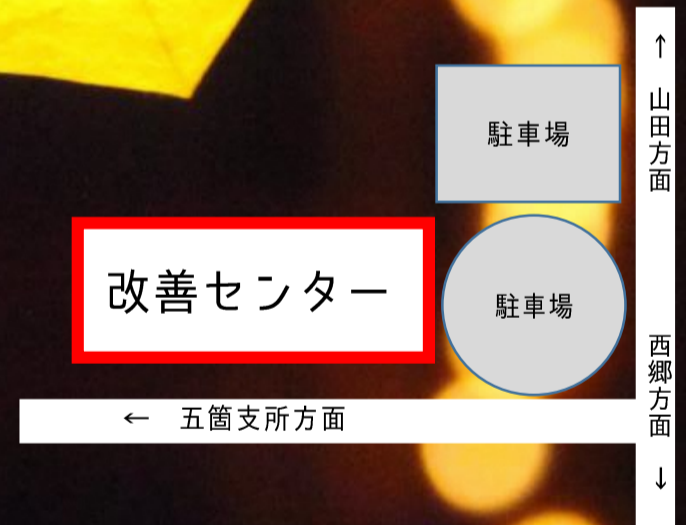 駐車場
↑ 山田方面
改善センター
駐車場
西郷方面 ↓
← 五箇支所方面